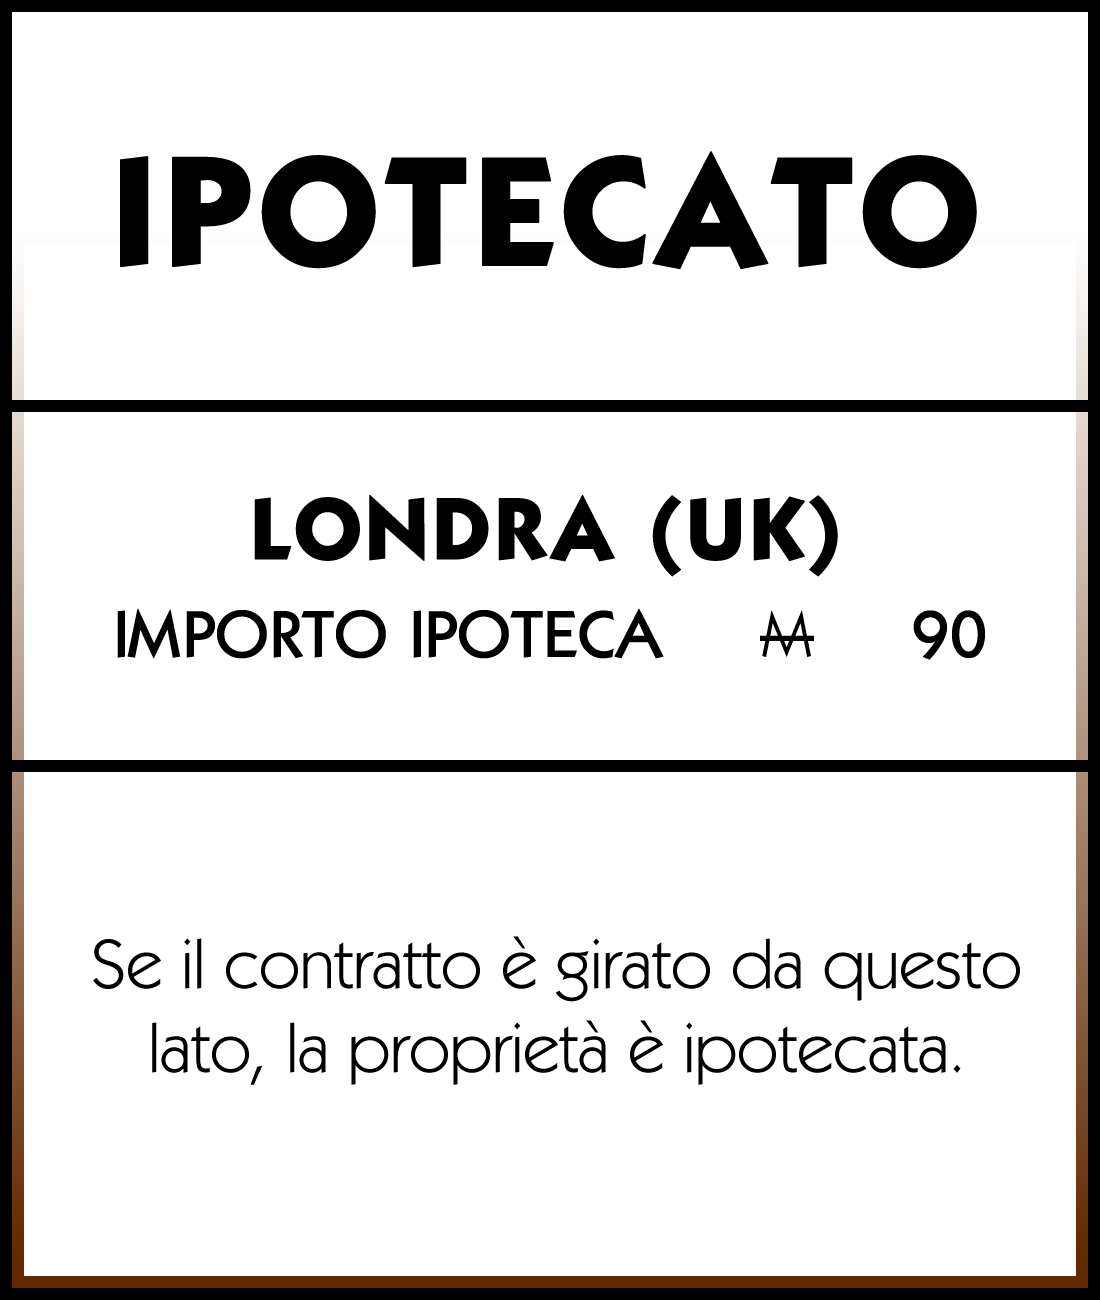 IPOTECATO
LONDRA (UK)
IMPORTO IPOTECA M 90
Se il contratto è girato da questo
lato, la proprietà è ipotecata.